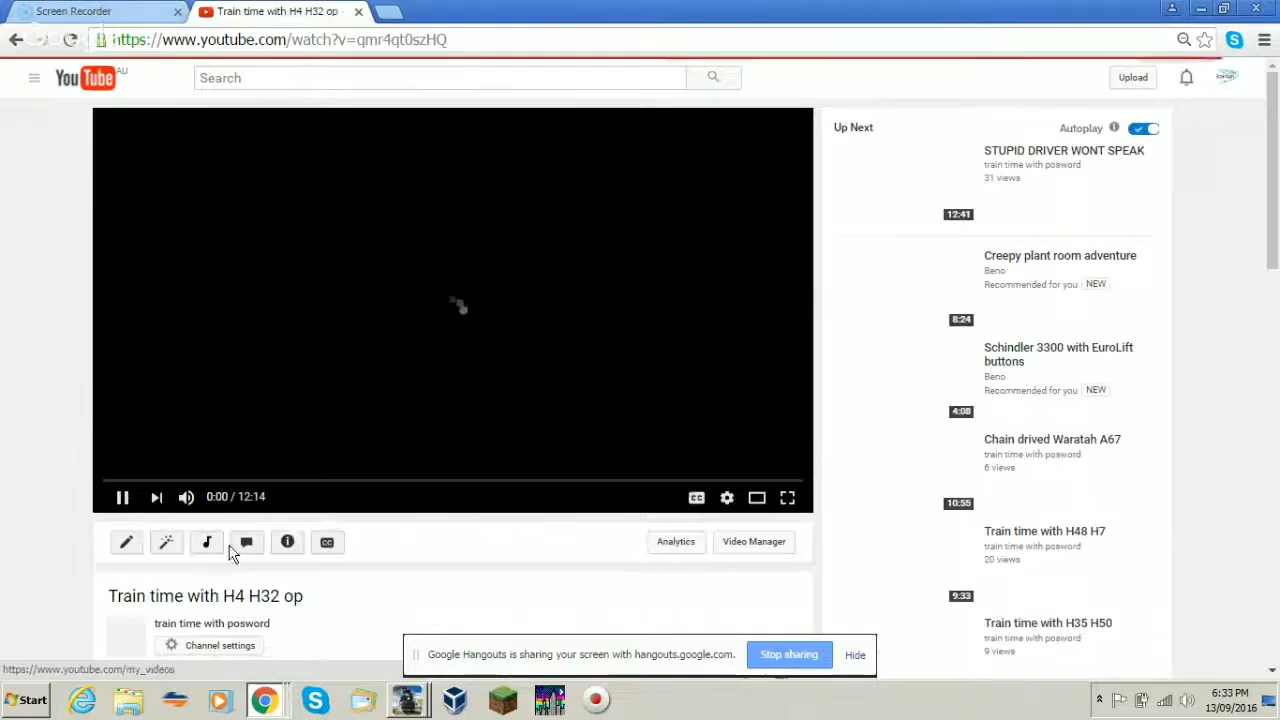 Screen Recorder
Train time with H4 H32 op
https://www.youtube.com/watch?v=qmr4qt0szHQ
YouTube AU
Search
Upload
Up Next
Autoplay
STUPID DRIVER WONT SPEAK
train time with posword
31 views
12:41
Creepy plant room adventure
Beno
Recommended for you NEW
8:24
Schindler 3300 with EuroLift
buttons
Beno
Recommended for you NEW
4:08
Chain drived Waratah A67
train time with posword
6 views
10:55
Train time with H48 H7
train time with posword
20 views
9:33
Train time with H35 H50
train time with posword
9 views
0:00 / 12:14
CC
CC
Analytics
Video Manager
Train time with H4 H32 op
train time with posword
Channel settings
Google Hangouts is sharing your screen with hangouts.google.com.
Stop sharing
Hide
https://www.youtube.com/my_videos
Start
6:33 PM
13/09/2016